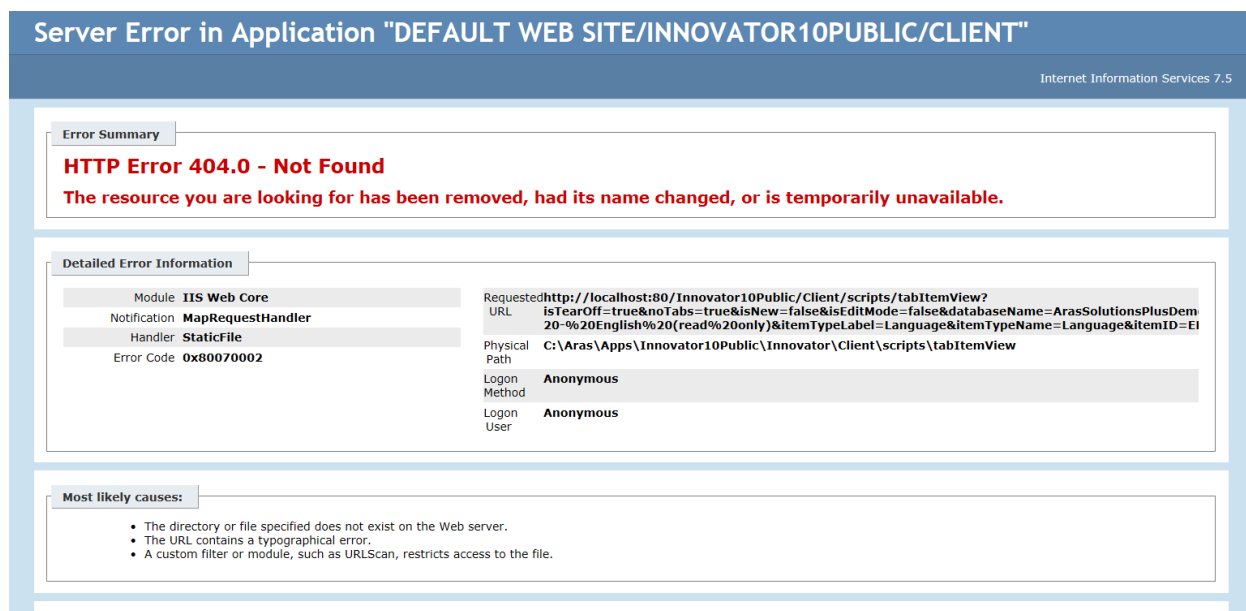 Server Error in Application "DEFAULT WEB SITE/INNOVATOR10PUBLIC/CLIENT"
Internet Information Services 7.5
Error Summary
HTTP Error 404.0 - Not Found
The resource you are looking for has been removed, had its name changed, or is temporarily unavailable.
Detailed Error Information
Module IIS Web Core
Notification MapRequestHandler
Handler StaticFile
Error Code 0x80070002
Requested URL http://localhost:80/Innovator10Public/Client/scripts/tabItemView?
isTearOff=true&noTabs=true&isNew=false&isEditMode=false&databaseName=ArasSolutionsPlusDem
20-%20English%20(read%20only)&itemTypeLabel=Language&itemTypeName=Language&itemID=
Physical Path C:\Aras\Apps\Innovator10Public\Innovator\Client\scripts\tabItemView
Logon Method Anonymous
Logon User Anonymous
Most likely causes:
• The directory or file specified does not exist on the Web server.
• The URL contains a typographical error.
• A custom filter or module, such as URLScan, restricts access to the file.